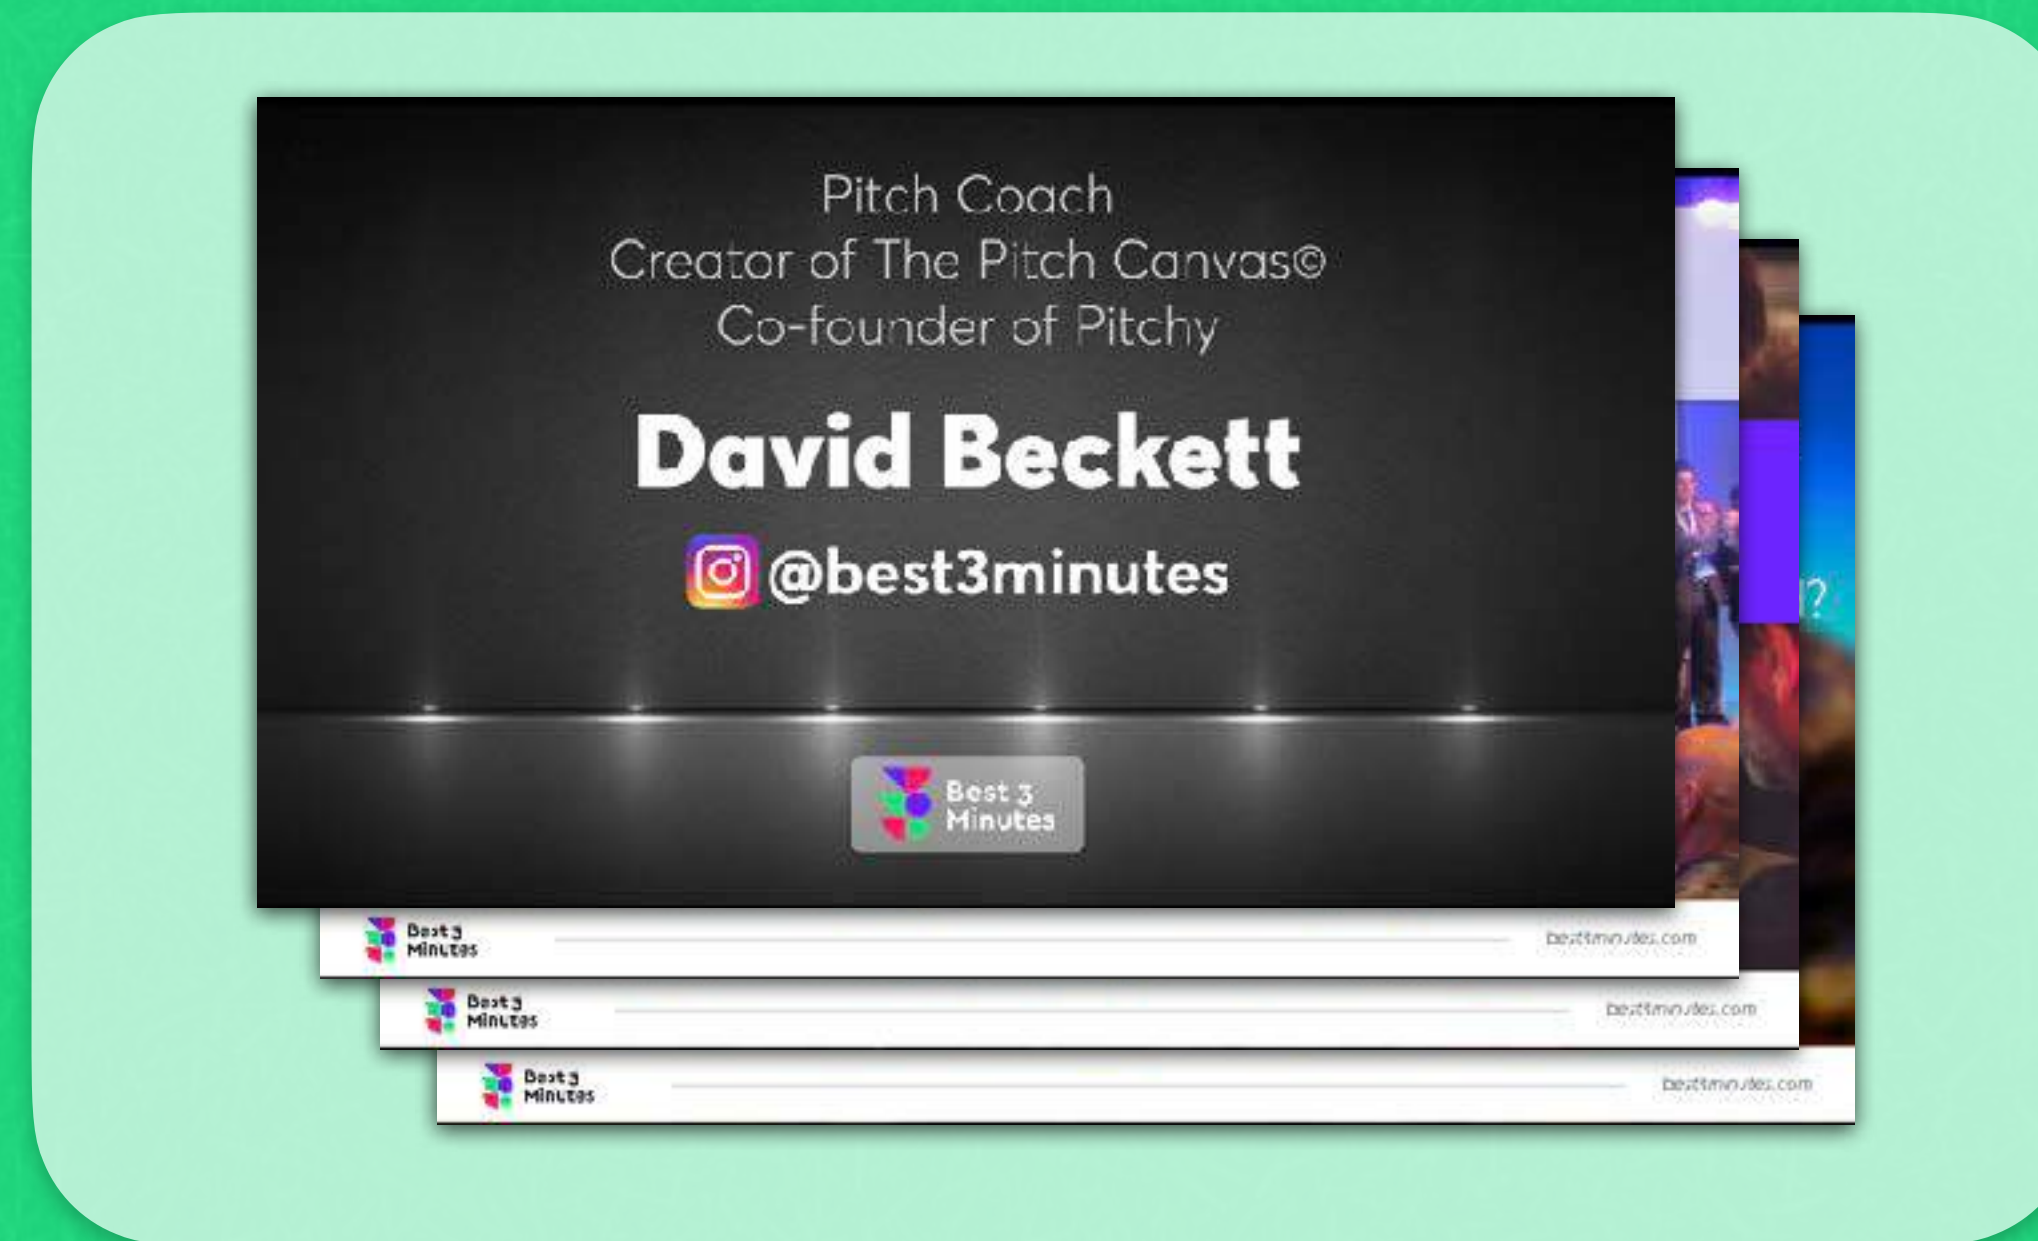 Pitch Coach
Creator of The Pitch Canvas©
Co-founder of Pitchy
David Beckett
@best3minutes
Best 3
Minutes
?
Best 3
Minutes
best3minutes.com
Best 3
Minutes
best3minutes.com
Best 3
Minutes
best3minutes.com